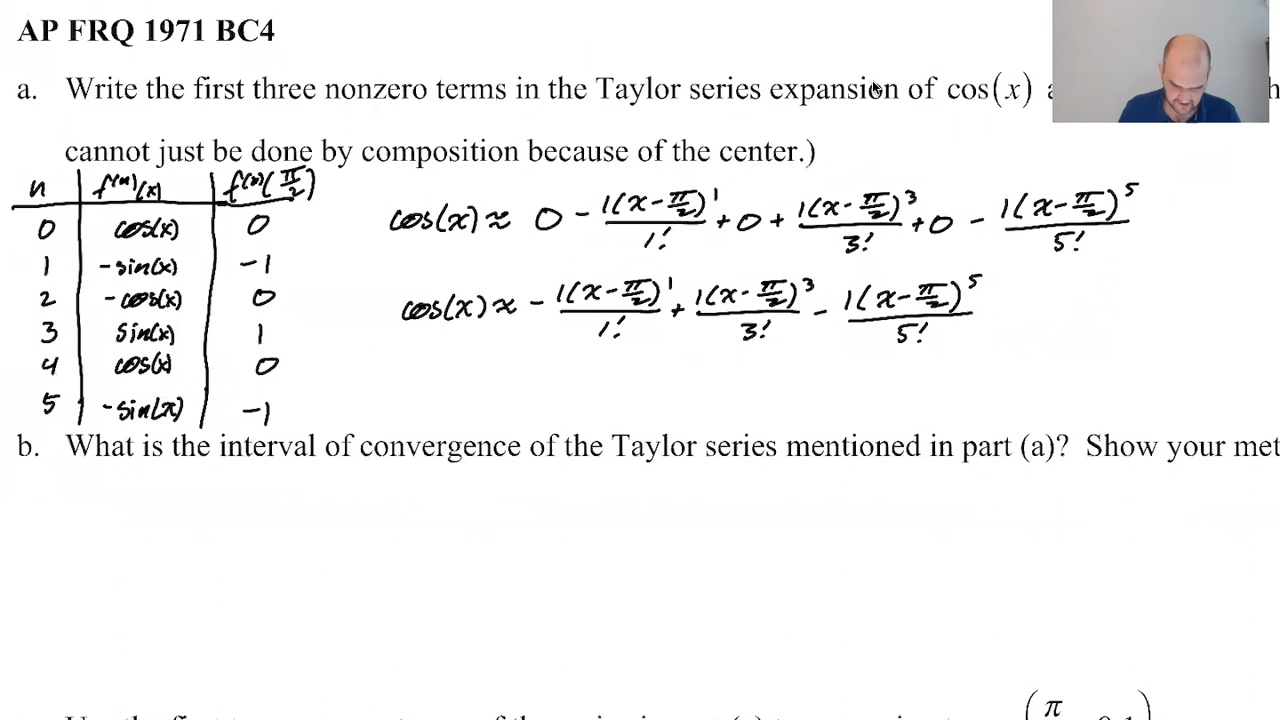 AP FRQ 1971 BC4
a. Write the first three nonzero terms in the Taylor series expansion of cos(x)
cannot just be done by composition because of the center.)
n | f⁽ⁿ⁾(x) | f⁽ⁿ⁾(π/2)
0 | cos(x) | 0
1 | -sin(x) | -1
2 | -cos(x) | 0
3 | sin(x) | 1
4 | cos(x) | 0
5 | -sin(x) | -1
cos(x) ≈ 0 - 1(x-π/2)¹/1! + 0 + 1(x-π/2)³/3! + 0 - 1(x-π/2)⁵/5!
cos(x) ≈ - 1(x-π/2)¹/1! + 1(x-π/2)³/3! - 1(x-π/2)⁵/5!
b. What is the interval of convergence of the Taylor series mentioned in part (a)? Show your met